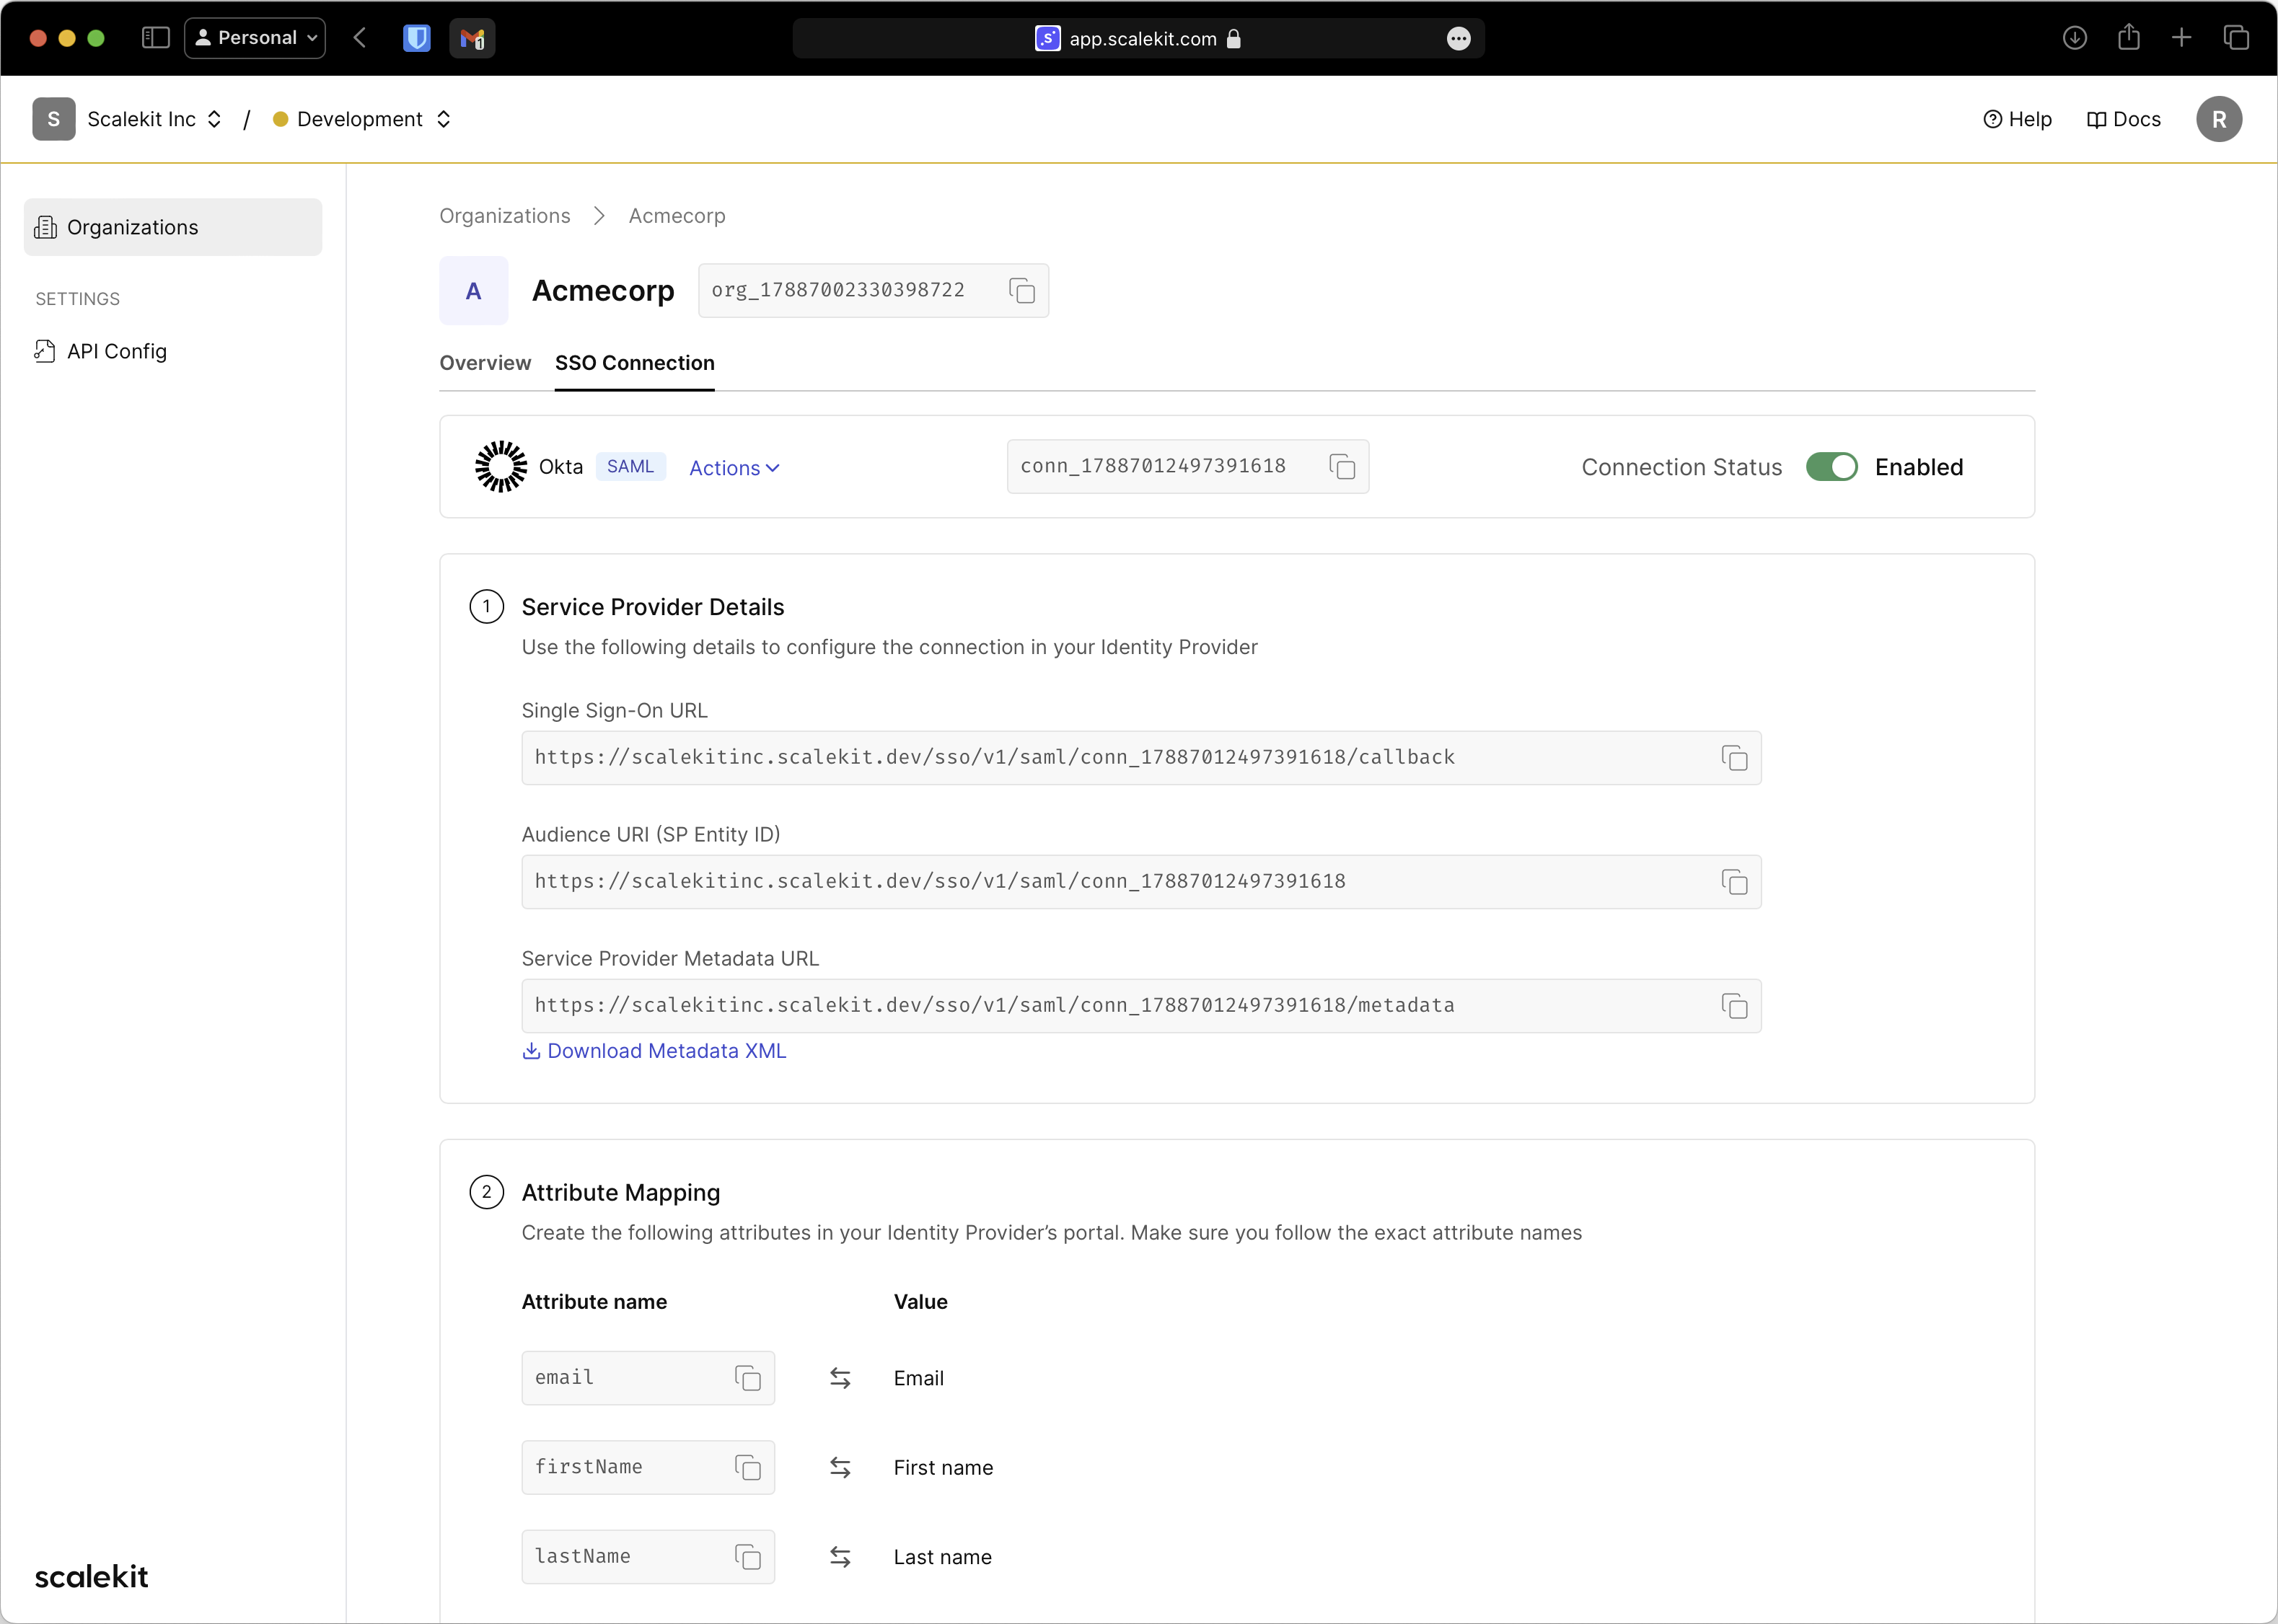 Personal
1
app.scalekit.com
S Scalekit Inc / Development
Help Docs R
Organizations
SETTINGS
API Config
Organizations Acmecorp
A Acmecorp org_17887002330398722
Overview SSO Connection
Okta SAML Actions conn_17887012497391618 Connection Status Enabled
1 Service Provider Details
Use the following details to configure the connection in your Identity Provider
Single Sign-On URL
https://scalekitinc.scalekit.dev/sso/v1/saml/conn_17887012497391618/callback
Audience URI (SP Entity ID)
https://scalekitinc.scalekit.dev/sso/v1/saml/conn_17887012497391618
Service Provider Metadata URL
https://scalekitinc.scalekit.dev/sso/v1/saml/conn_17887012497391618/metadata
Download Metadata XML
2 Attribute Mapping
Create the following attributes in your Identity Provider’s portal. Make sure you follow the exact attribute names
Attribute name Value
email Email
firstName First name
lastName Last name
scalekit